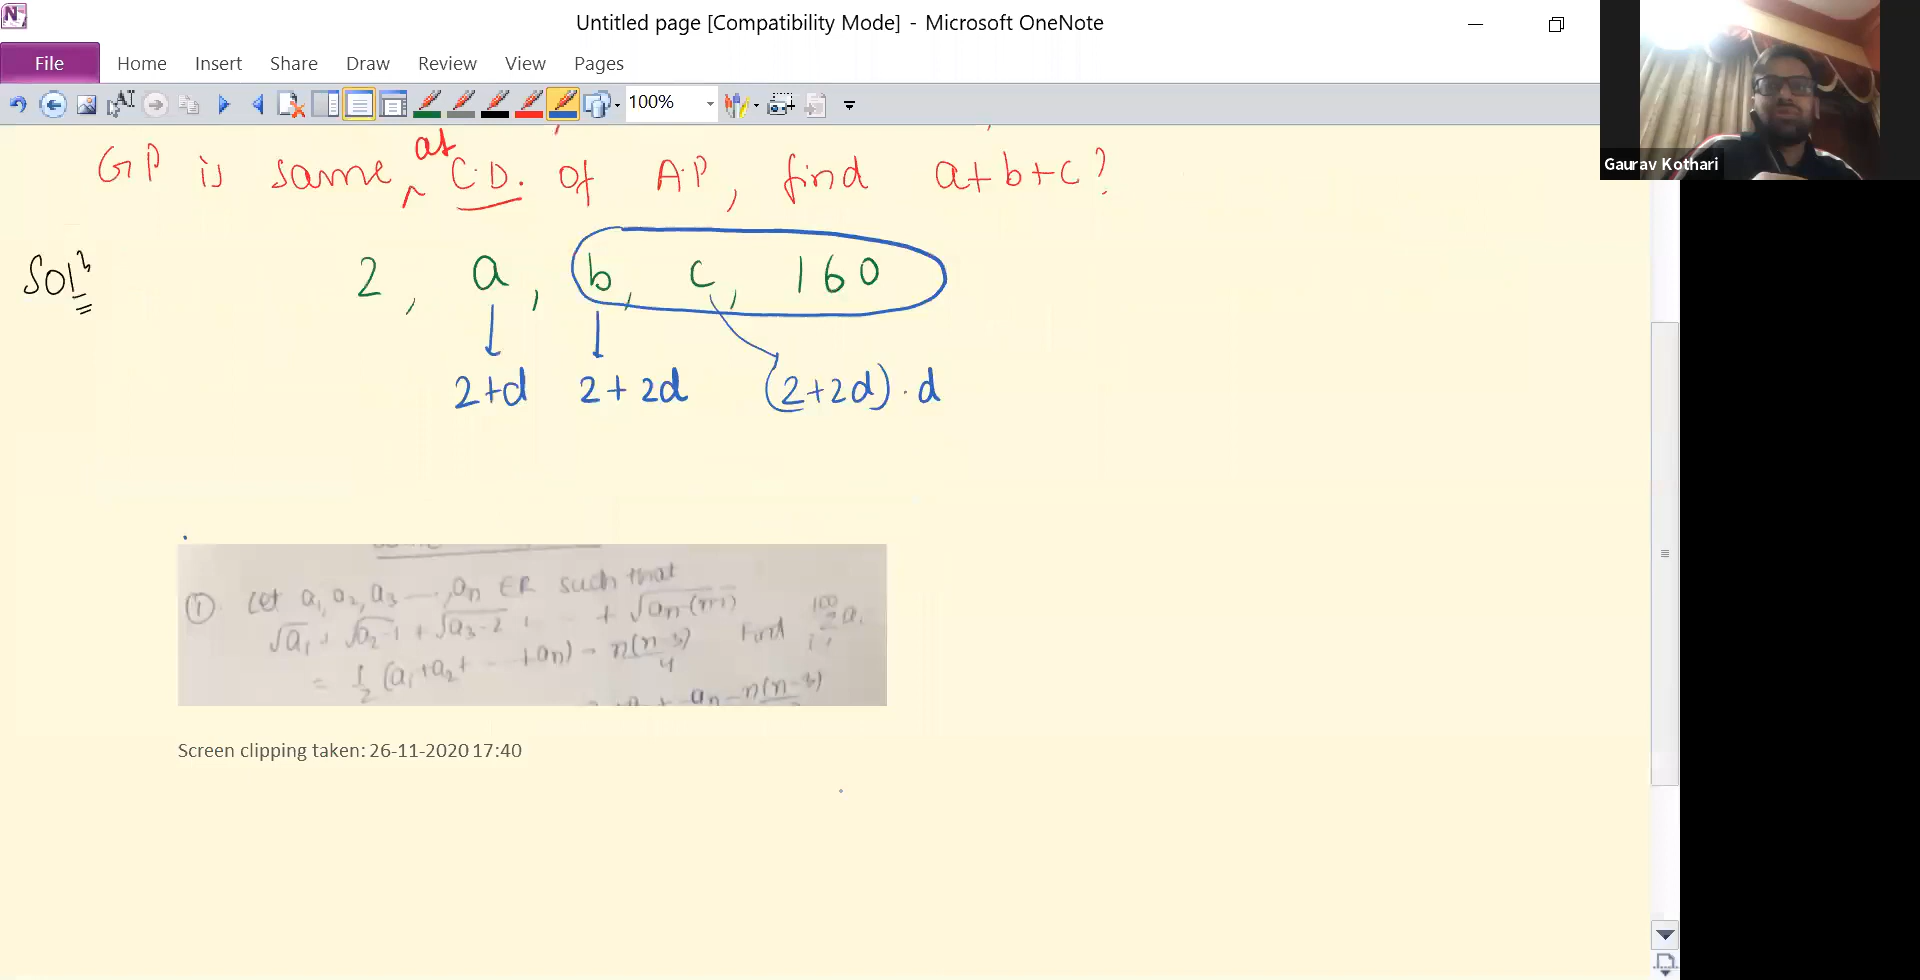 Untitled page [Compatibility Mode] - Microsoft OneNote
File Home Insert Share Draw Review View Pages
100%
Gaurav Kothari
at
GP is same C.D. of AP, find a+b+c?
Solⁿ 2, a, b, c, 160
2+d 2+2d (2+2d).d
① Let a₁, a₂, a₃ ----, aₙ ∈R such that
√a₁ + √a₂-1 + √a₃-2 + √aₙ-(n-1) Find
= 1/2 (a₁+a₂+ -- +aₙ) - n(n-3)/4
aₙ - n(n-3)
Screen clipping taken: 26-11-2020 17:40